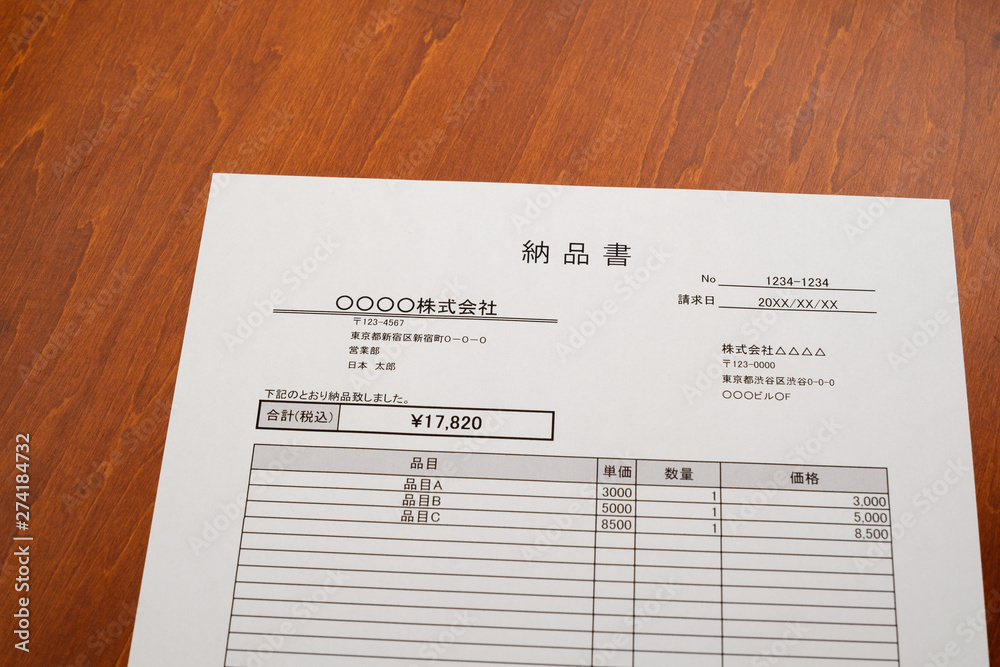 納品書
No 1234-1234
請求日 20XX/XX/XX
〇〇〇〇株式会社
〒123-4567
東京都新宿区新宿町〇-〇-〇
営業部
日本 太郎
株式会社△△△△
〒123-0000
東京都渋谷区渋谷0-0-0
〇〇〇ビル〇F
下記のとおり納品致しました。
合計(税込) ¥17,820
品目 単価 数量 価格
品目A 3000 1 3,000
品目B 5000 1 5,000
品目C 8500 1 8,500
Adobe Stock | #274184732